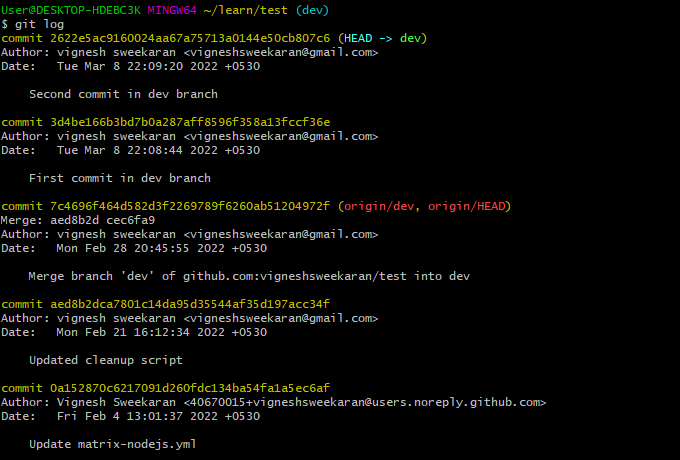 User@DESKTOP-HDEBC3K MINGW64 ~/learn/test (dev)
$ git log
commit 2622e5ac9160024aa67a75713a0144e50cb807c6 (HEAD -> dev)
Author: vignesh sweekaran <vigneshsweekaran@gmail.com>
Date:   Tue Mar 8 22:09:20 2022 +0530
Second commit in dev branch
commit 3d4be166b3bd7b0a287aff8596f358a13fccf36e
Author: vignesh sweekaran <vigneshsweekaran@gmail.com>
Date:   Tue Mar 8 22:08:44 2022 +0530
First commit in dev branch
commit 7c4696f464d582d3f2269789f6260ab51204972f (origin/dev, origin/HEAD)
Merge: aed8b2d cec6fa9
Author: vignesh sweekaran <vigneshsweekaran@gmail.com>
Date:   Mon Feb 28 20:45:55 2022 +0530
Merge branch 'dev' of github.com:vigneshsweekaran/test into dev
commit aed8b2dca7801c14da95d35544af35d197acc34f
Author: vignesh sweekaran <vigneshsweekaran@gmail.com>
Date:   Mon Feb 21 16:12:34 2022 +0530
Updated cleanup script
commit 0a152870c6217091d260fdc134ba54fa1a5ec6af
Author: Vignesh Sweekaran <40670015+vigneshsweekaran@users.noreply.github.com>
Date:   Fri Feb 4 13:01:37 2022 +0530
Update matrix-nodejs.yml